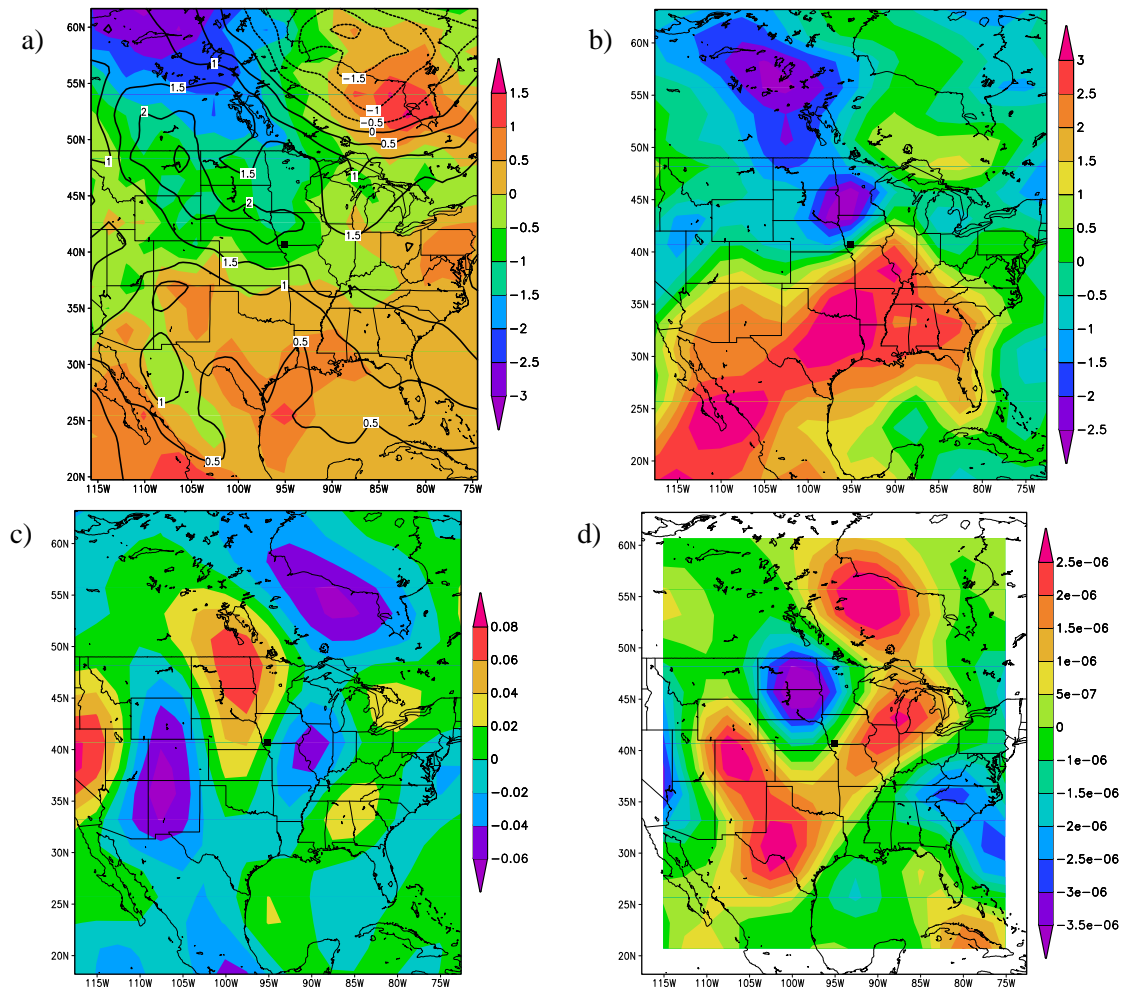 a)
60N
55N
50N
45N
40N
35N
30N
25N
20N
115W 110W 105W 100W 95W 90W 85W 80W 75W
1
−1.5
1.5
2
−1
−0.5
0
0.5
1
1.5
1
2
1.5
1.5
1
0.5
1
0.5
0.5
1.5
1
0.5
0
−0.5
−1
−1.5
−2
−2.5
−3
b)
60N
55N
50N
45N
40N
35N
30N
25N
20N
115W 110W 105W 100W 95W 90W 85W 80W 75W
3
2.5
2
1.5
1
0.5
0
−0.5
−1
−1.5
−2
−2.5
c)
60N
55N
50N
45N
40N
35N
30N
25N
20N
115W 110W 105W 100W 95W 90W 85W 80W 75W
0.08
0.06
0.04
0.02
0
−0.02
−0.04
−0.06
d)
60N
55N
50N
45N
40N
35N
30N
25N
20N
115W 110W 105W 100W 95W 90W 85W 80W 75W
2.5e−06
2e−06
1.5e−06
1e−06
5e−07
0
−5e−07
−1e−06
−1.5e−06
−2e−06
−2.5e−06
−3e−06
−3.5e−06